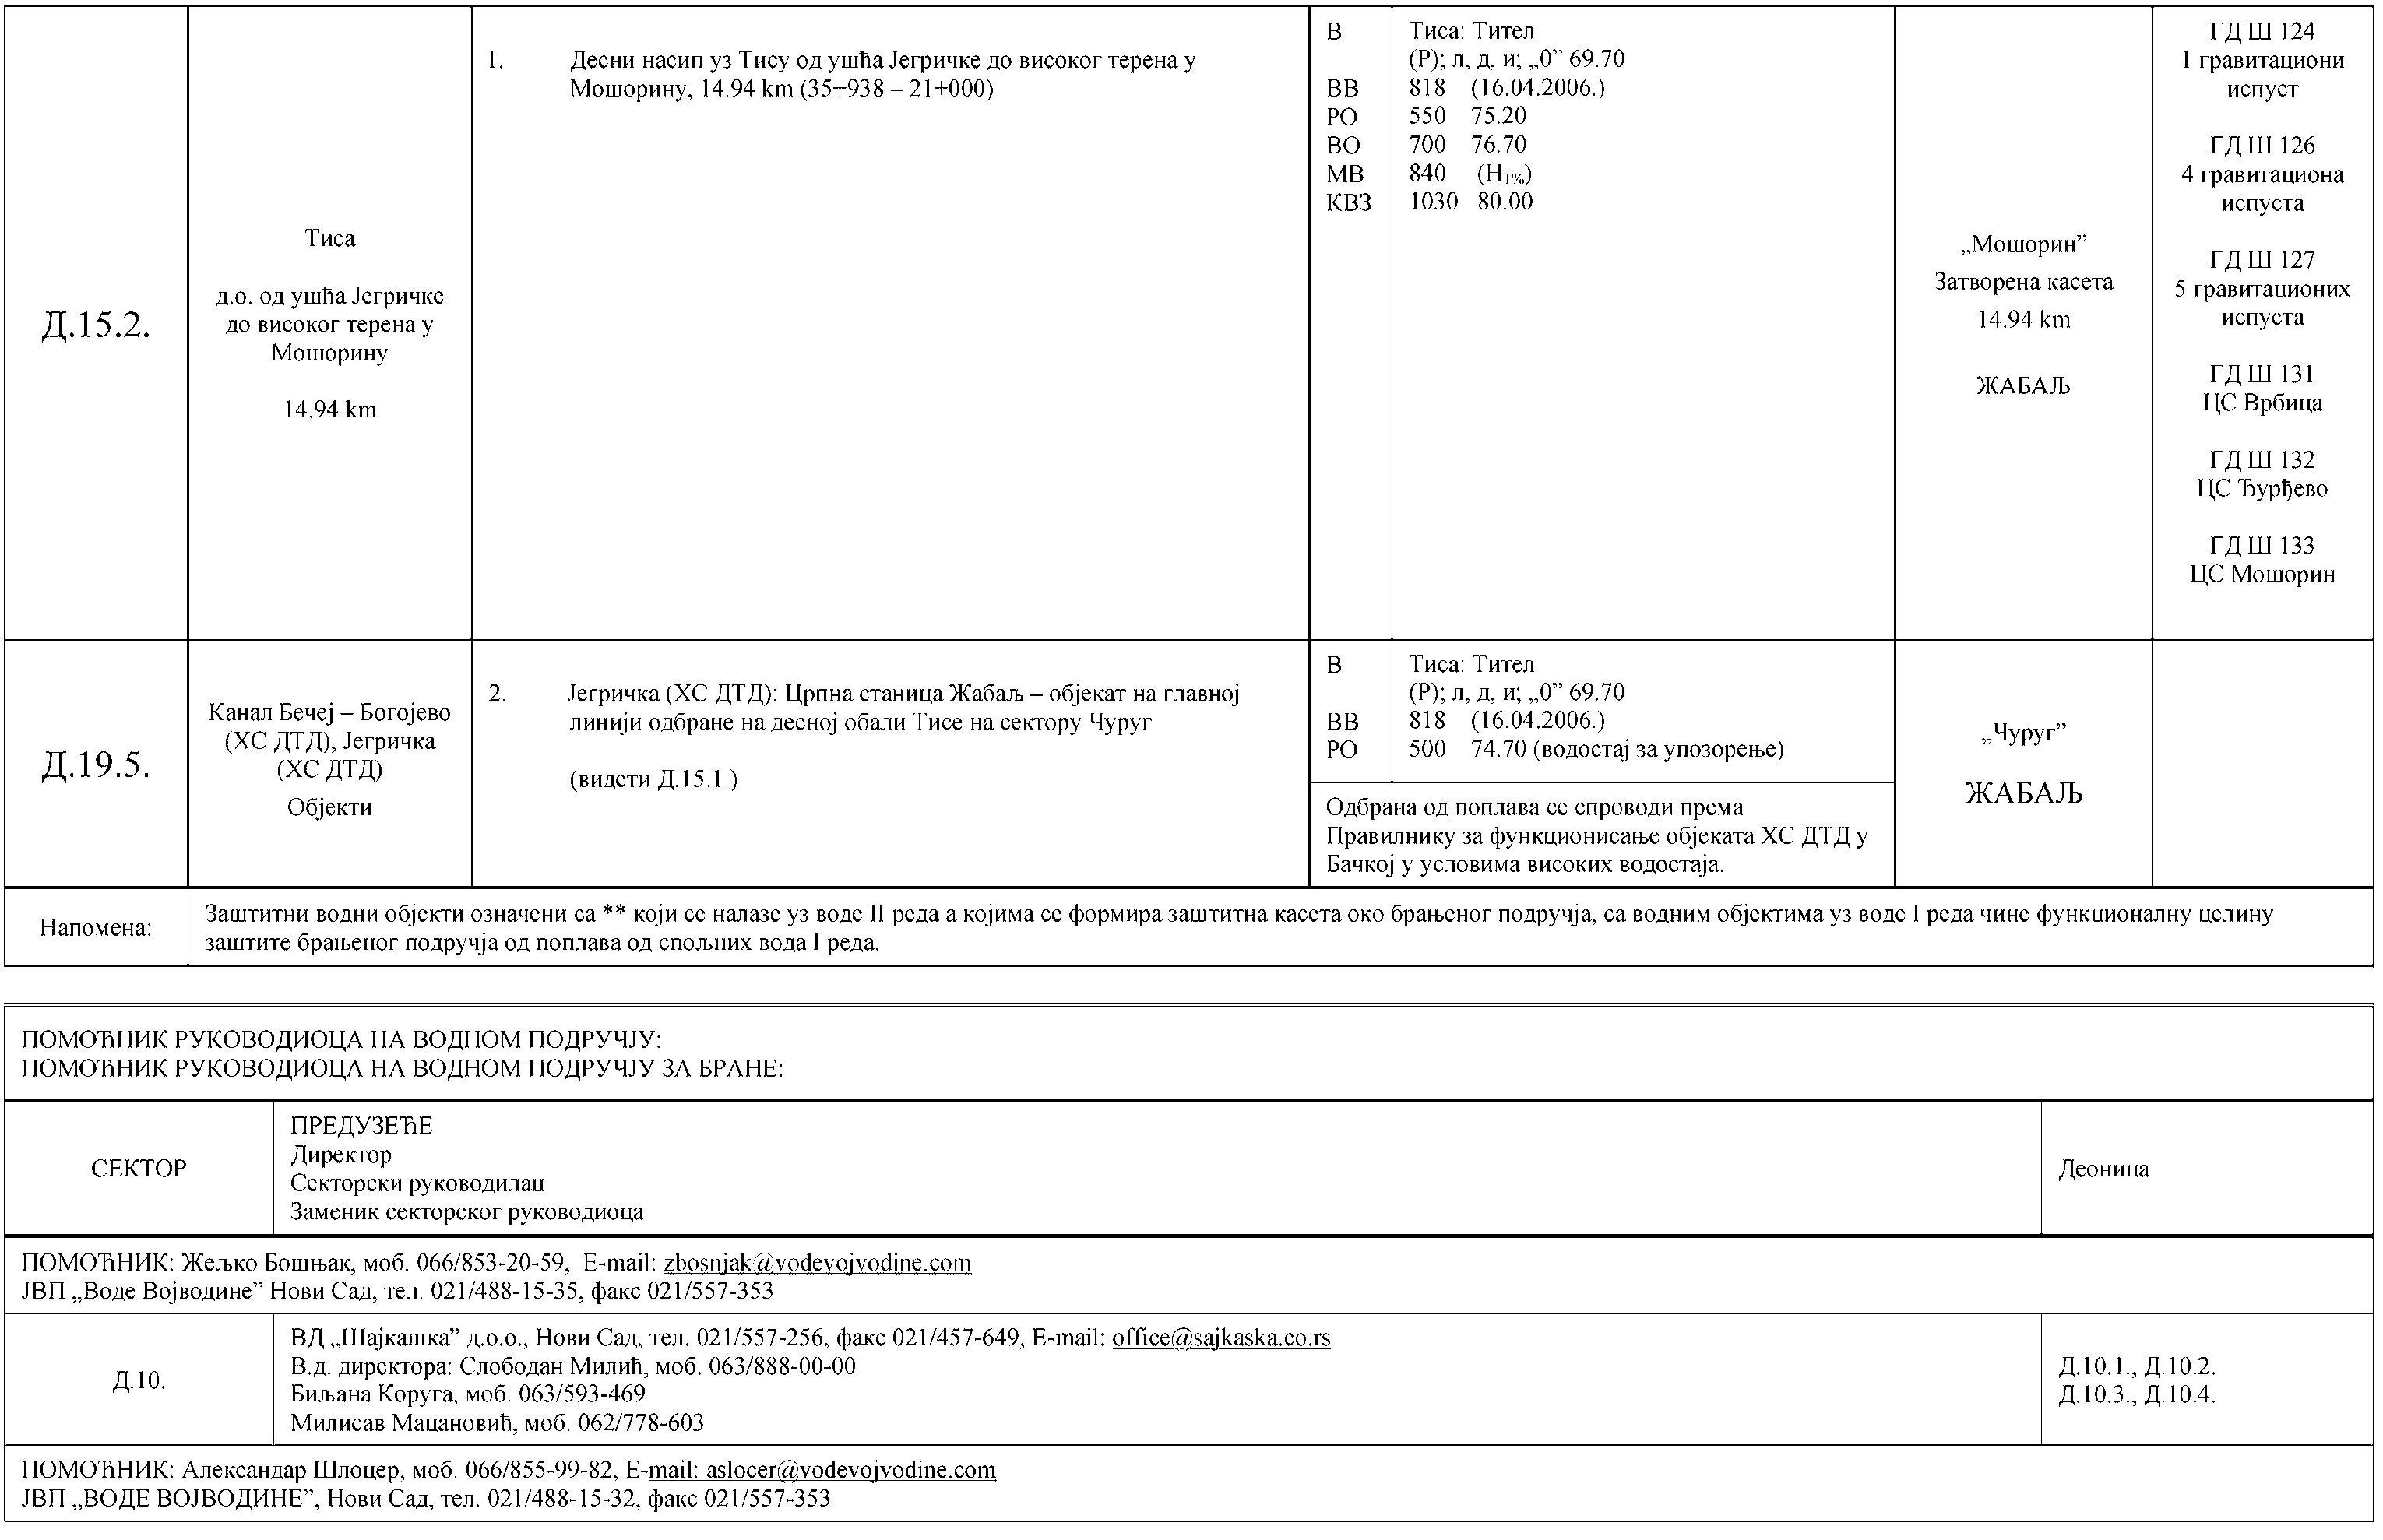 Д.15.2.
Тиса
д.о. од ушћа Јегричке
до високог терена у
Мошорину
14.94 km
1. Десни насип уз Тису од ушћа Јегричке до високог терена у
Мошорину, 14.94 km (35+938 – 21+000)
В Тиса: Тител
(Р); л, д, и; „0” 69.70
ВВ 818 (16.04.2006.)
РО 550 75.20
ВО 700 76.70
МВ 840 (H1%)
КВЗ 1030 80.00
„Мошорин”
Затворена касета
14.94 km
ЖАБАЉ
ГД Ш 124
1 гравитациони
испуст
ГД Ш 126
4 гравитациона
испуста
ГД Ш 127
5 гравитационих
испуста
ГД Ш 131
ЦС Врбица
ГД Ш 132
ЦС Ђурђево
ГД Ш 133
ЦС Мошорин
Д.19.5.
Канал Бечеј – Богојево
(ХС ДТД), Јегричка
(ХС ДТД)
Објекти
2. Јегричка (ХС ДТД): Црпна станица Жабаљ – објекат на главној
линији одбране на десној обали Тисе на сектору Чуруг
(видети Д.15.1.)
В Тиса: Тител
(Р); л, д, и; „0” 69.70
ВВ 818 (16.04.2006.)
РО 500 74.70 (водостај за упозорење)
Одбрана од поплава се спроводи према
Правилнику за функционисање објеката ХС ДТД у
Бачкој у условима високих водостаја.
„Чуруг”
ЖАБАЉ
Напомена:
Заштитни водни објекти означени са ** који се налазе уз воде II реда а којима се формира заштитна касета око брањеног подручја, са водним објектима уз воде I реда чине функционалну целину
заштите брањеног подручја од поплава од спољних вода I реда.
ПОМОЋНИК РУКОВОДИОЦА НА ВОДНОМ ПОДРУЧЈУ:
ПОМОЋНИК РУКОВОДИОЦА НА ВОДНОМ ПОДРУЧЈУ ЗА БРАНЕ:
СЕКТОР
ПРЕДУЗЕЋЕ
Директор
Секторски руководилац
Заменик секторског руководиоца
Деоница
ПОМОЋНИК: Жељко Бошњак, моб. 066/853-20-59, E-mail: zbosnjak@vodevojvodine.com
ЈВП „Воде Војводине” Нови Сад, тел. 021/488-15-35, факс 021/557-353
Д.10.
ВД „Шајкашка” д.о.о., Нови Сад, тел. 021/557-256, факс 021/457-649, E-mail: office@sajkaska.co.rs
В.д. директора: Слободан Милић, моб. 063/888-00-00
Биљана Коруга, моб. 063/593-469
Милисав Мацановић, моб. 062/778-603
Д.10.1., Д.10.2.
Д.10.3., Д.10.4.
ПОМОЋНИК: Александар Шлоцер, моб. 066/855-99-82, E-mail: aslocer@vodevojvodine.com
ЈВП „ВОДЕ ВОЈВОДИНЕ”, Нови Сад, тел. 021/488-15-32, факс 021/557-353